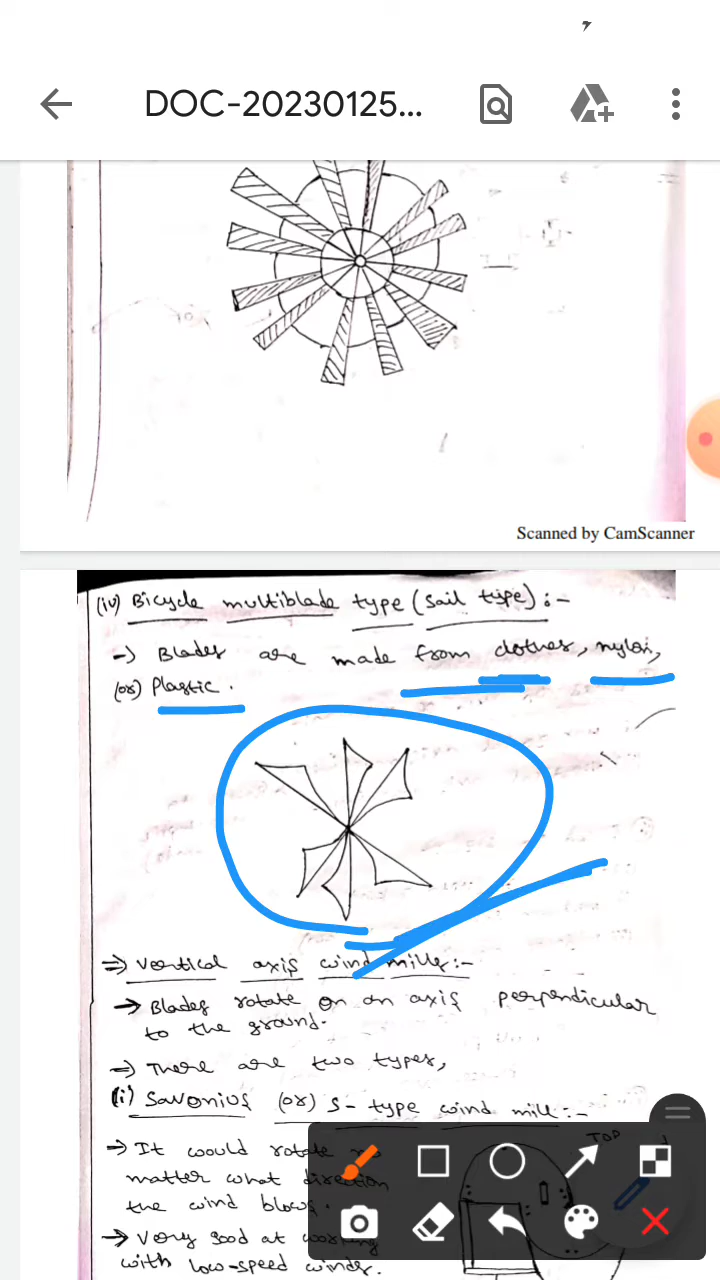 DOC-20230125...
Scanned by CamScanner
(iv) Bicycle multiblade type (Sail type) :-
-> Blades are made from clothes, nylon,
(or) Plastic.
=> Vertical axis wind mills :-
-> Blades rotate on an axis perpendicular
to the ground.
=> There are two types,
(i) Savonius (or) S-type wind mill :-
-> It would rotate no
matter what direction
the wind blows.
-> Very good at working
with low-speed winds.
TOP